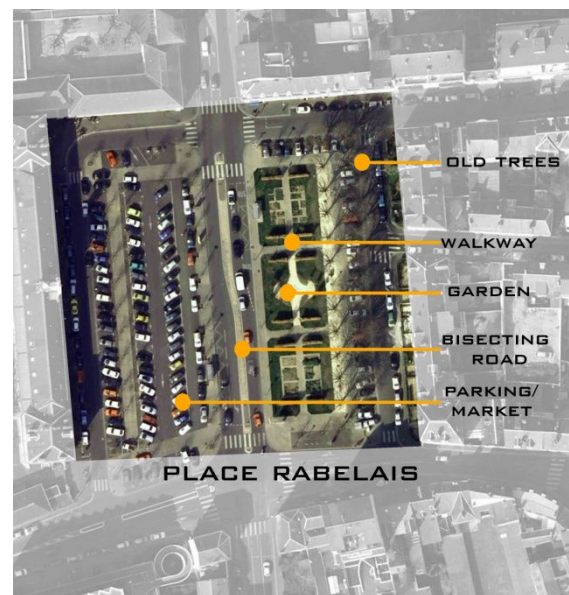 OLD TREES
WALKWAY
GARDEN
BISECTING
ROAD
PARKING/
MARKET
PLACE RABELAIS